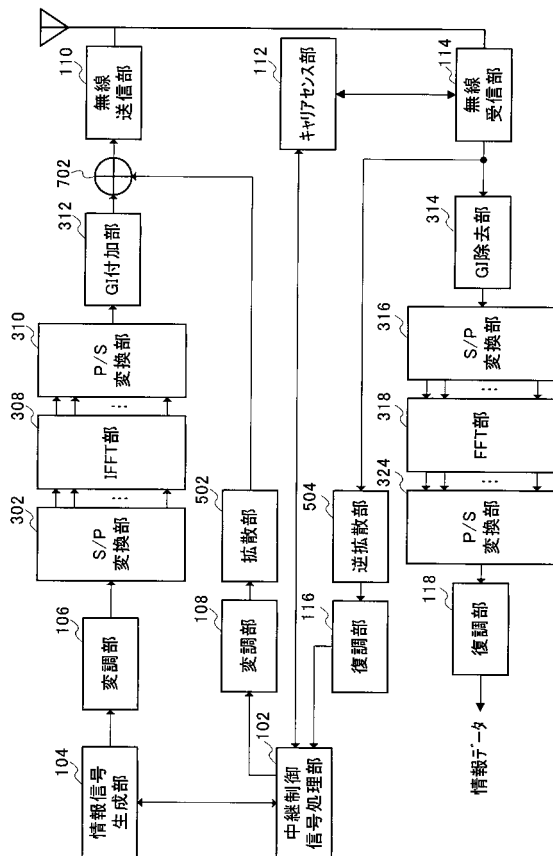 104
情報信号
生成部
106
変調部
302
S/P
変換部
308
IFFT部
310
P/S
変換部
312
GI付加部
702
110
無線
送信部
102
中継制御
信号処理部
108
変調部
502
拡散部
112
キャリアセンス部
116
復調部
504
逆拡散部
114
無線
受信部
情報データ
118
復調部
324
P/S
変換部
318
FFT部
316
S/P
変換部
314
GI除去部